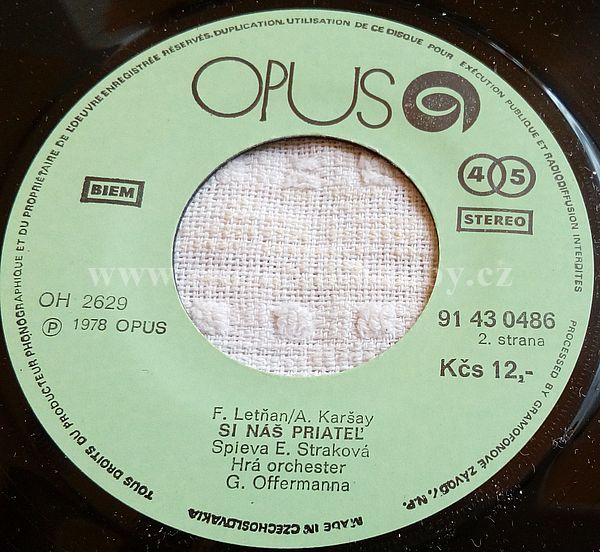 TOUS DROITS DU PRODUCTEUR PHONOGRAPHIQUE ET DU PROPRIÉTAIRE DE L'OEUVRE ENREGISTRÉE RÉSERVÉS. DUPLICATION, UTILISATION DE CE DISQUE POUR EXÉCUTION PUBLIQUE ET RADIODIFFUSION INTERDITES
OPUS
BIEM
45
STEREO
OH 2629
Ⓟ 1978 OPUS
91 43 0486
2. strana
Kčs 12,-
F. Letňan/A. Karšay
SI NÁŠ PRIATEĽ
Spieva E. Straková
Hrá orchester
G. Offermanna
PROCESSED BY GRAMOFONOVÉ ZÁVODY, N.P.
MADE IN CZECHOSLOVAKIA